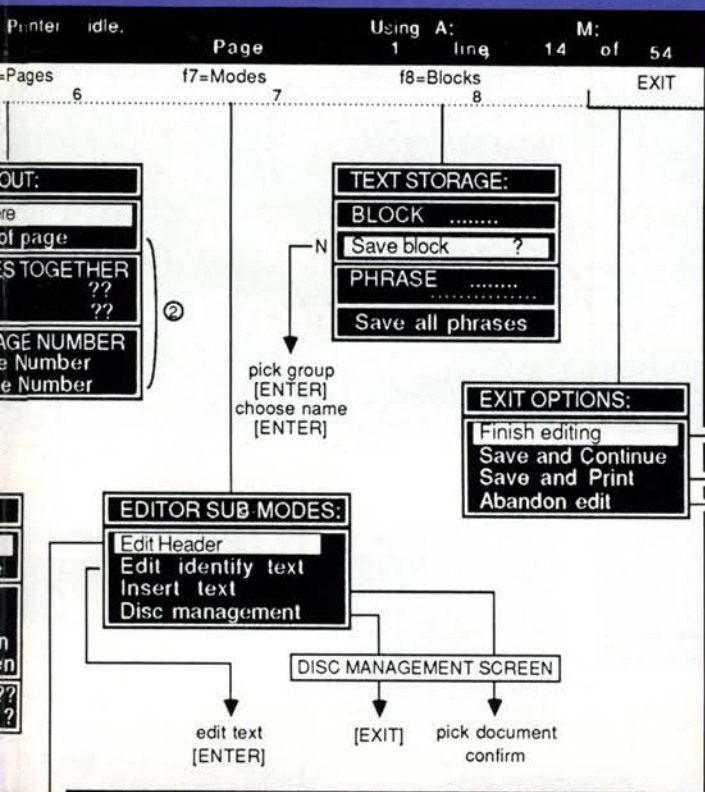 Printer idle. Using A: M:
Page 1 line 14 of 54
=Pages f7=Modes f8=Blocks EXIT
6 7 8
OUT:
of page
ES TOGETHER
??
??
②
AGE NUMBER
e Number
e Number
TEXT STORAGE:
BLOCK ........
N Save block ?
PHRASE ........
...............
Save all phrases
pick group
[ENTER]
choose name
[ENTER]
EXIT OPTIONS:
Finish editing
Save and Continue
Save and Print
Abandon edit
EDITOR SUB-MODES:
Edit Header
Edit identify text
Insert text
Disc management
n
en
??
?
DISC MANAGEMENT SCREEN
edit text
[ENTER]
[EXIT]
pick document
confirm